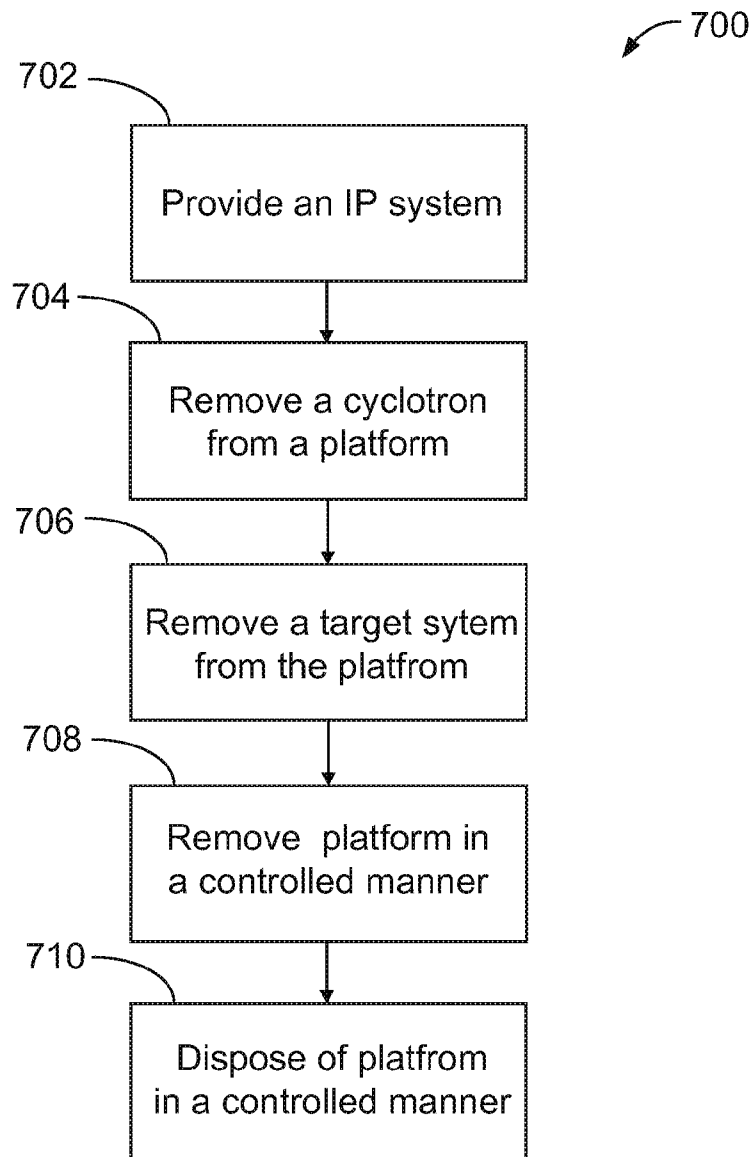 700
702
Provide an IP system
704
Remove a cyclotron
from a platform
706
Remove a target sytem
from the platfrom
708
Remove platform in
a controlled manner
710
Dispose of platfrom
in a controlled manner